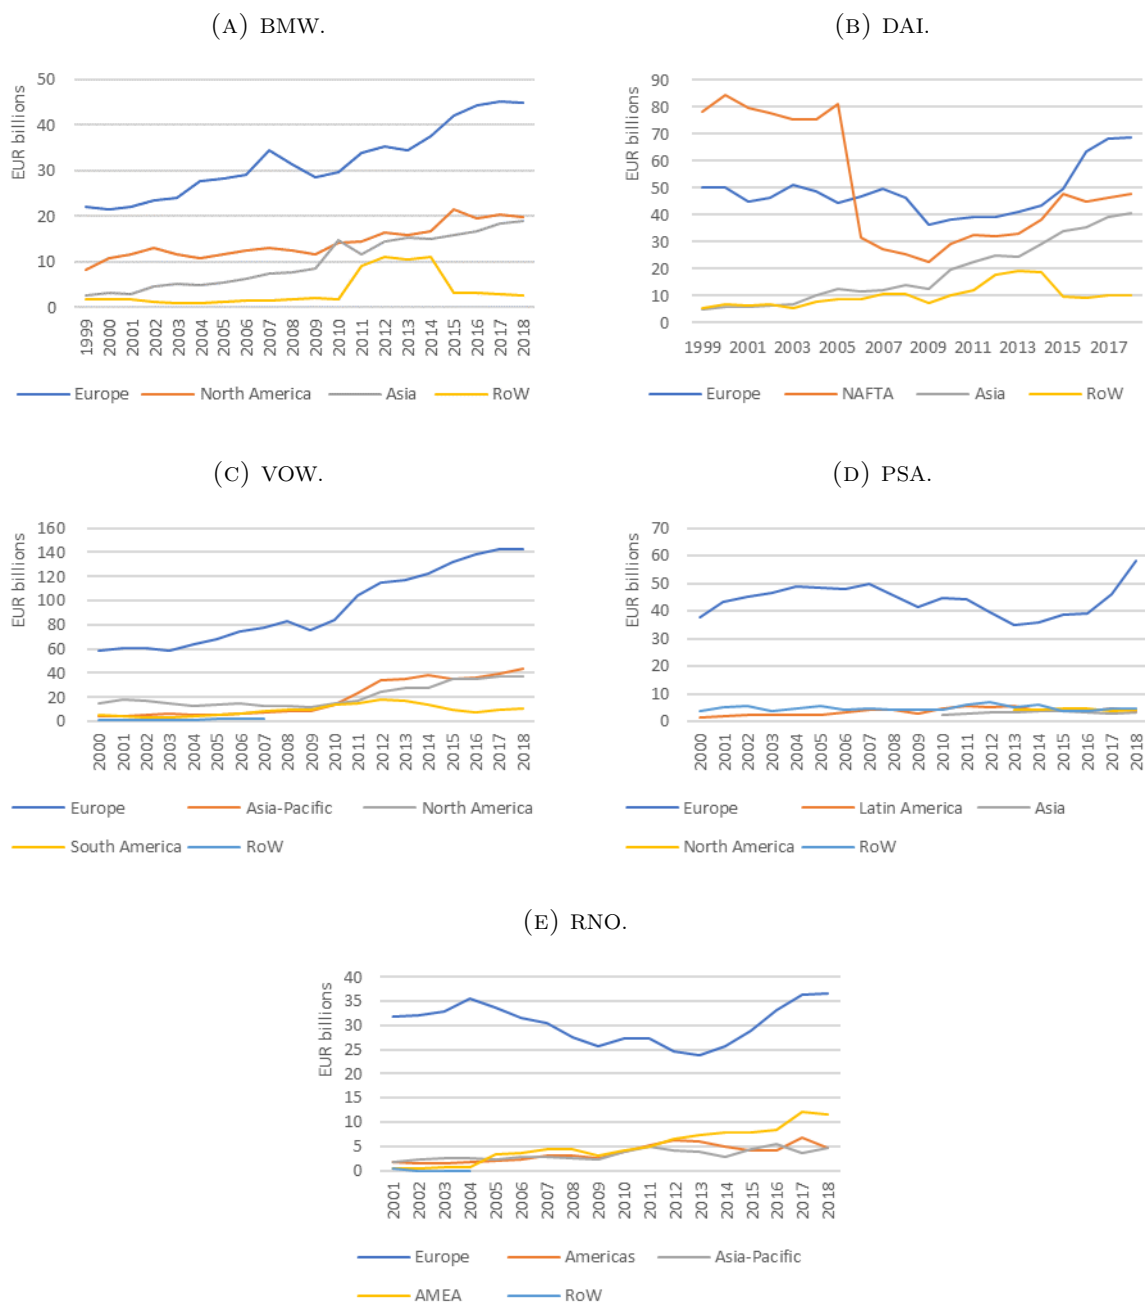 (A) BMW.
EUR billions
50
40
30
20
10
0
1999 2000 2001 2002 2003 2004 2005 2006 2007 2008 2009 2010 2011 2012 2013 2014 2015 2016 2017 2018
Europe North America Asia RoW
(B) DAI.
EUR billions
90
80
70
60
50
40
30
20
10
0
1999 2001 2003 2005 2007 2009 2011 2013 2015 2017
Europe NAFTA Asia RoW
(C) VOW.
EUR billions
160
140
120
100
80
60
40
20
0
2000 2001 2002 2003 2004 2005 2006 2007 2008 2009 2010 2011 2012 2013 2014 2015 2016 2017 2018
Europe Asia-Pacific North America
South America RoW
(D) PSA.
EUR billions
70
60
50
40
30
20
10
0
2000 2001 2002 2003 2004 2005 2006 2007 2008 2009 2010 2011 2012 2013 2014 2015 2016 2017 2018
Europe Latin America Asia
North America RoW
(E) RNO.
EUR billions
40
35
30
25
20
15
10
5
0
2001 2002 2003 2004 2005 2006 2007 2008 2009 2010 2011 2012 2013 2014 2015 2016 2017 2018
Europe Americas Asia-Pacific
AMEA RoW